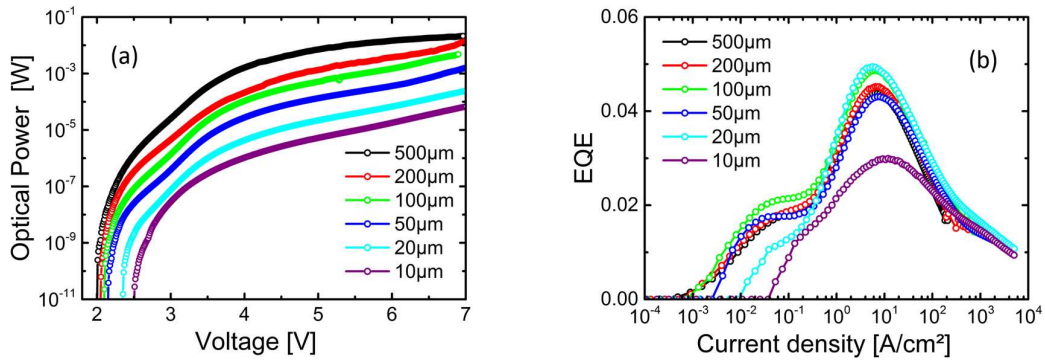 (a)
Optical Power [W]
10⁻¹
10⁻³
10⁻⁵
10⁻⁷
10⁻⁹
10⁻¹¹
500µm
200µm
100µm
50µm
20µm
10µm
2 3 4 5 6 7
Voltage [V]
(b)
EQE
0.06
0.04
0.02
0.00
500µm
200µm
100µm
50µm
20µm
10µm
10⁻⁴ 10⁻³ 10⁻² 10⁻¹ 10⁰ 10¹ 10² 10³ 10⁴
Current density [A/cm²]